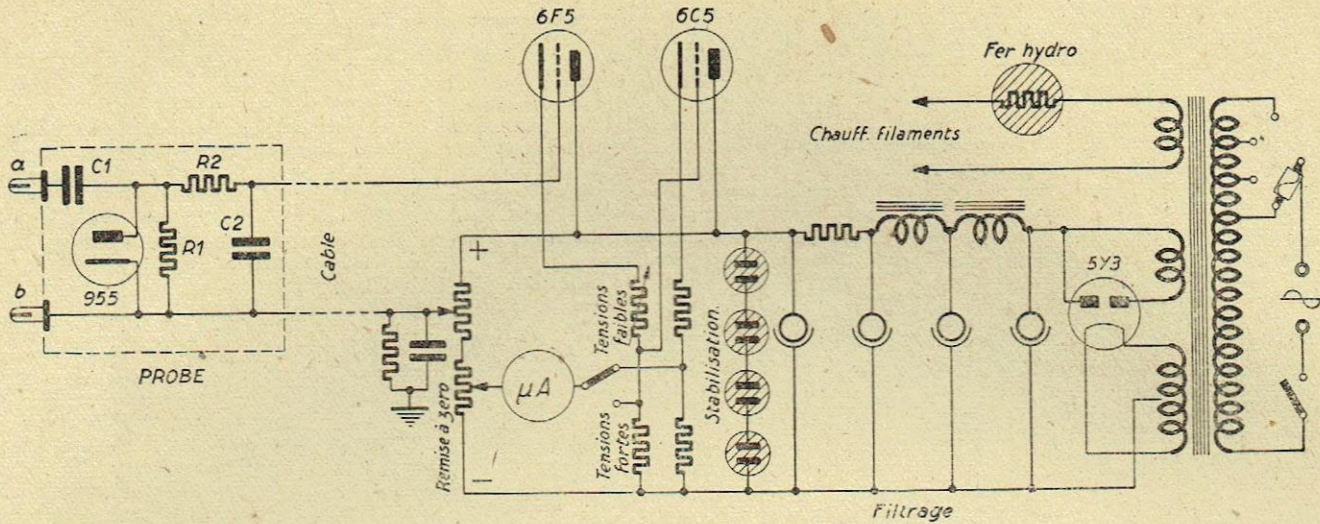 6F5
6C5
Fer hydro
Chauff. filaments
a
C1
R2
R1
C2
955
b
PROBE
Cable
+
Remise à zero
−
µA
Tensions
faibles
Tensions
fortes
Stabilisation.
5Y3
Filtrage